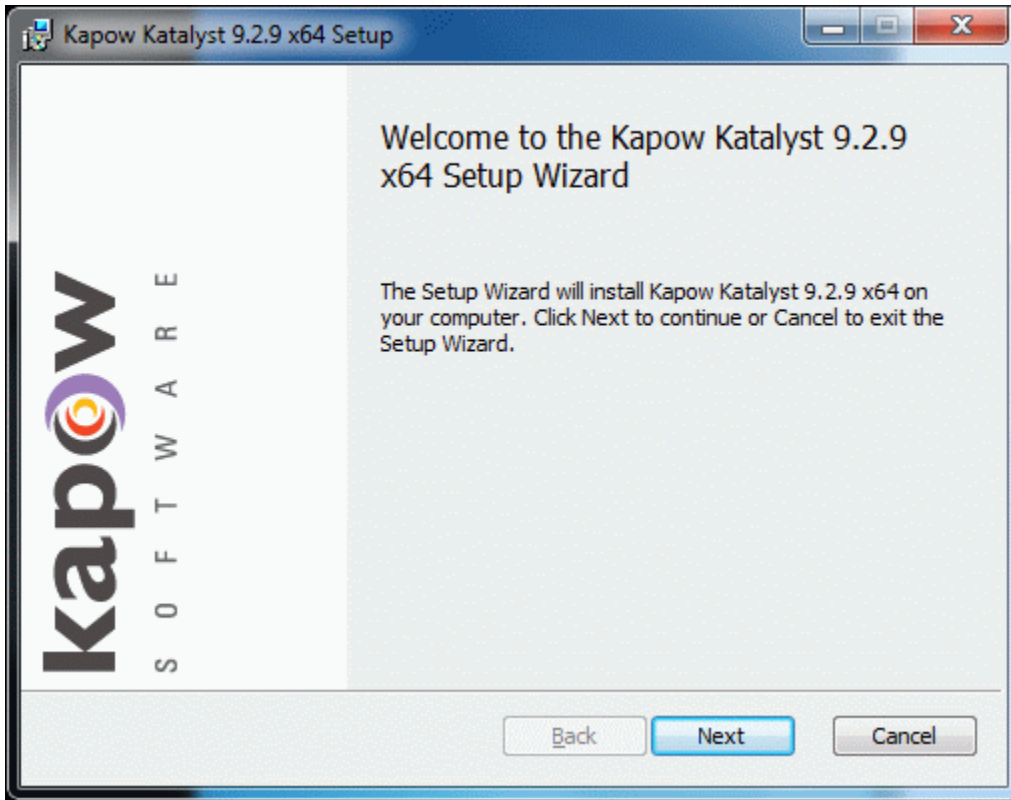 Kapow Katalyst 9.2.9 x64 Setup
Welcome to the Kapow Katalyst 9.2.9
x64 Setup Wizard
The Setup Wizard will install Kapow Katalyst 9.2.9 x64 on
your computer. Click Next to continue or Cancel to exit the
Setup Wizard.
kapow
SOFTWARE
Back
Next
Cancel